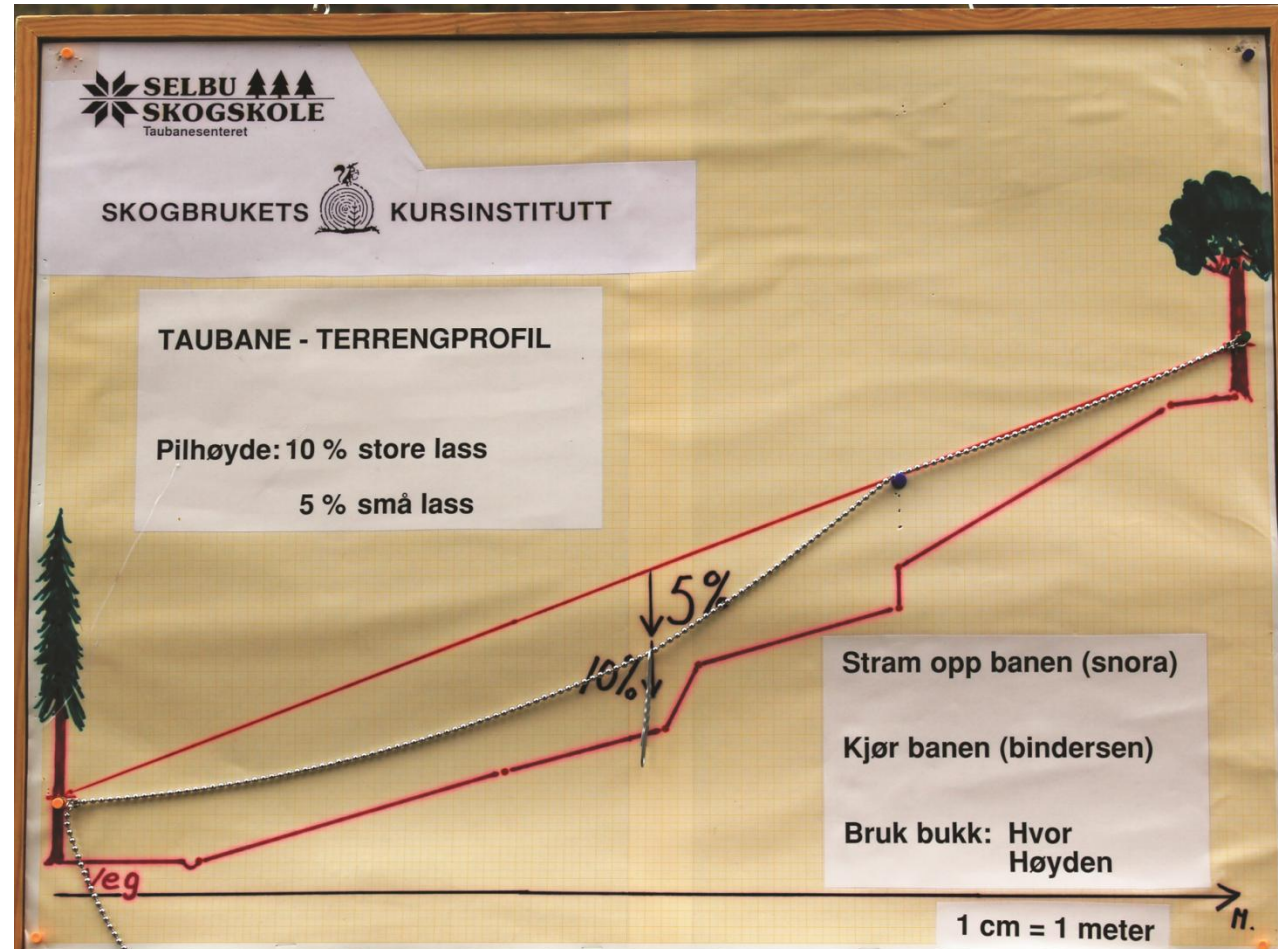 SELBU
SKOGSKOLE
Taubanesenteret
SKOGBRUKETS KURSINSTITUTT
TAUBANE - TERRENGPROFIL
Pilhøyde: 10 % store lass
5 % små lass
5%
10%
Stram opp banen (snora)
Kjør banen (bindersen)
Bruk bukk: Hvor
Høyden
Veg
M.
1 cm = 1 meter